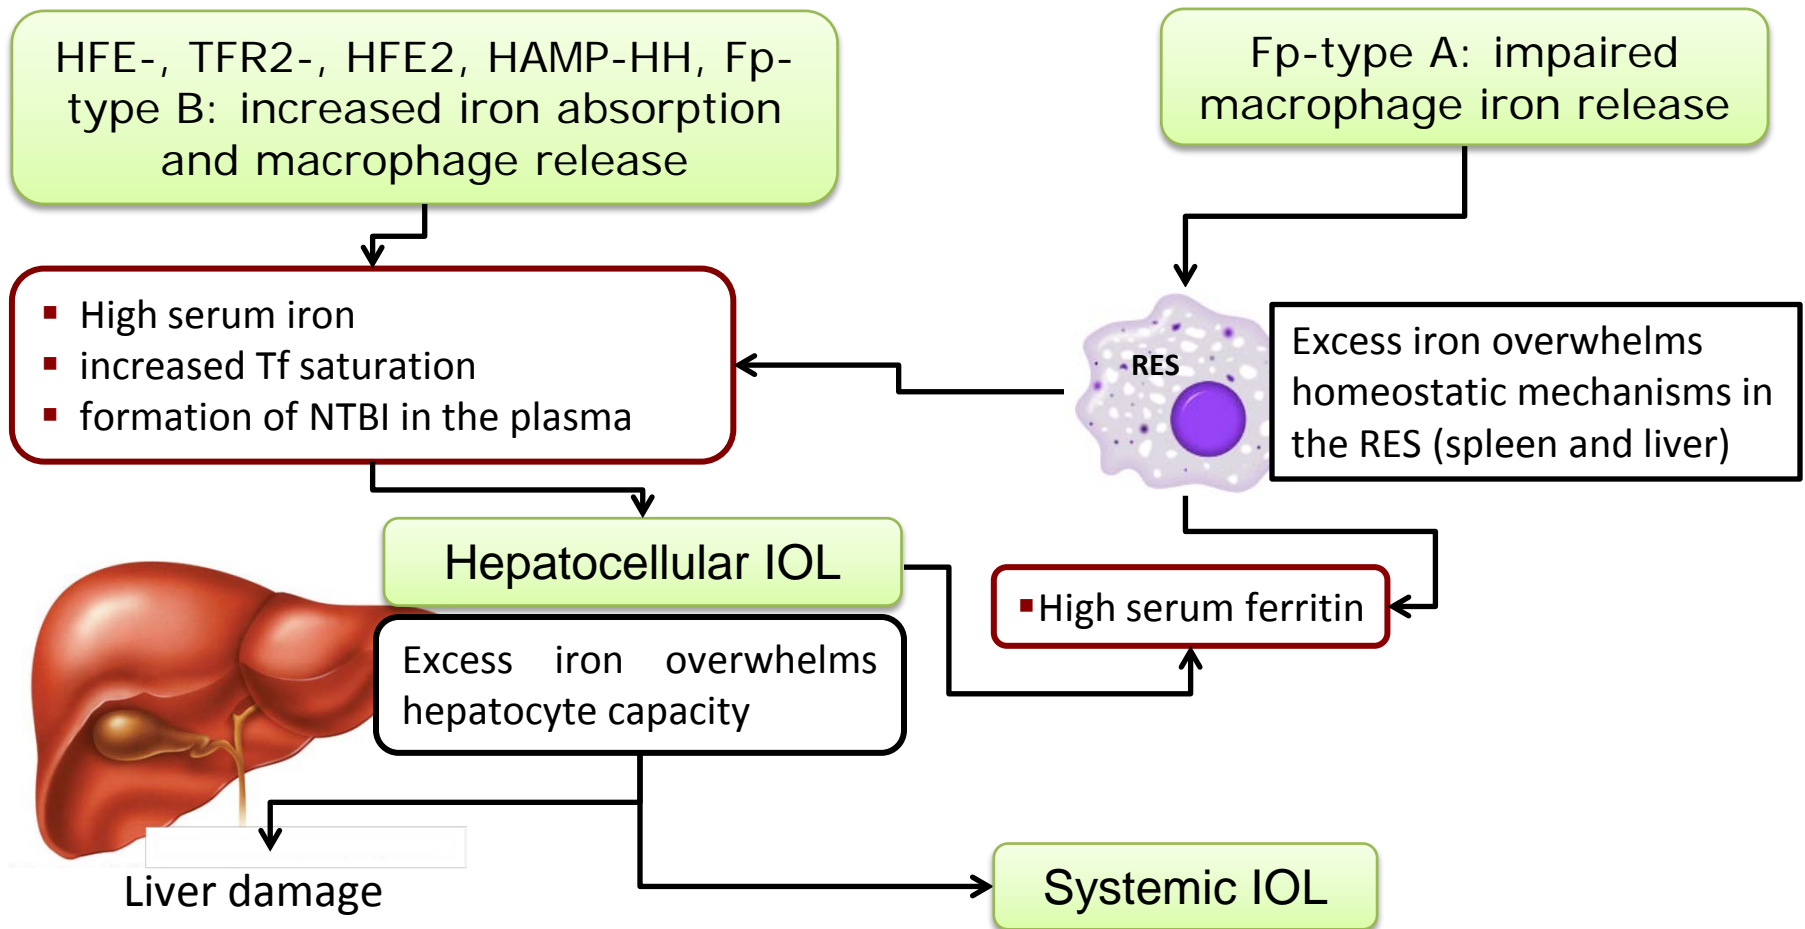 HFE-, TFR2-, HFE2, HAMP-HH, Fp-
type B: increased iron absorption
and macrophage release
Fp-type A: impaired
macrophage iron release
▪ High serum iron
▪ increased Tf saturation
▪ formation of NTBI in the plasma
RES
Excess iron overwhelms
homeostatic mechanisms in
the RES (spleen and liver)
Hepatocellular IOL
▪High serum ferritin
Excess iron overwhelms
hepatocyte capacity
Liver damage
Systemic IOL